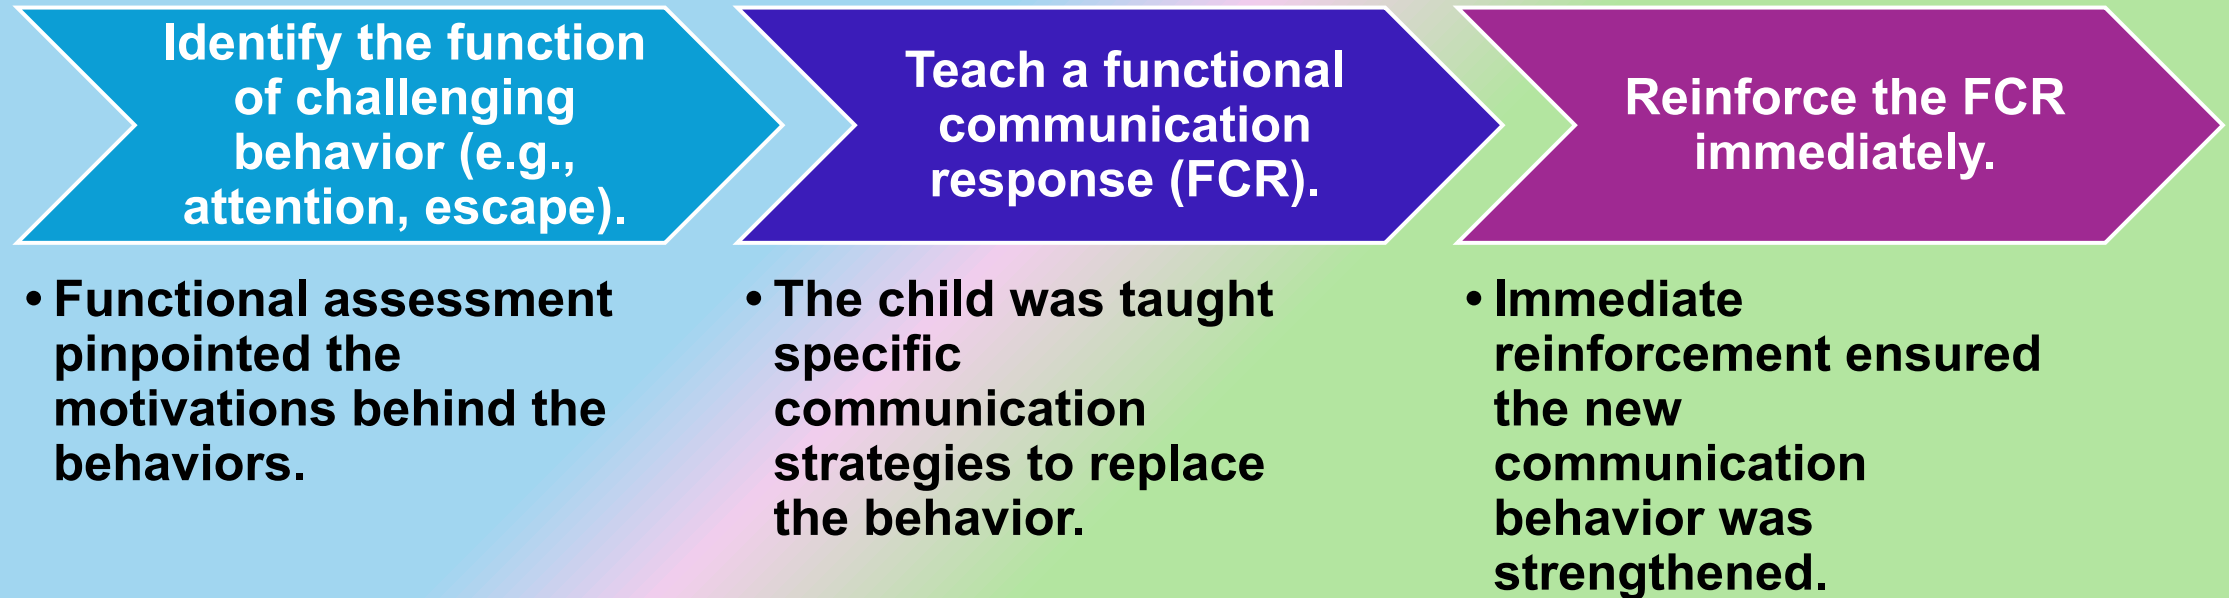 Identify the function
of challenging
behavior (e.g.,
attention, escape).
• Functional assessment
pinpointed the
motivations behind the
behaviors.
Teach a functional
communication
response (FCR).
• The child was taught
specific
communication
strategies to replace
the behavior.
Reinforce the FCR
immediately.
• Immediate
reinforcement ensured
the new
communication
behavior was
strengthened.